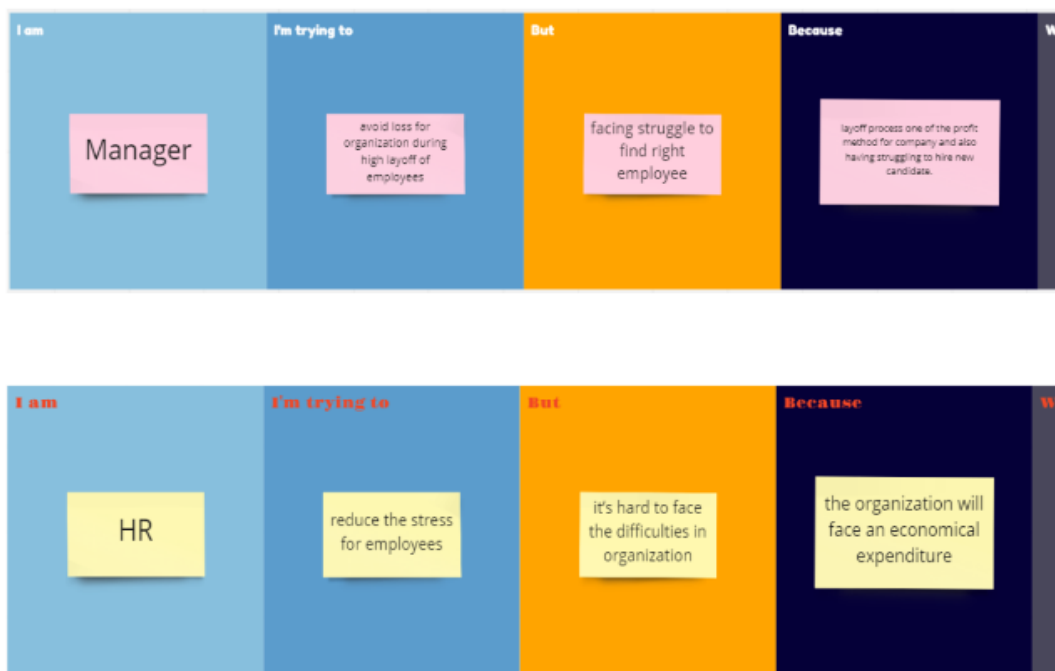 I am
I'm trying to
But
Because
W
Manager
avoid loss for
organization during
high layoff of
employees
facing struggle to
find right
employee
layoff process one of the profit
method for company and also
having struggling to hire new
candidate.
I am
I'm trying to
But
Because
W
HR
reduce the stress
for employees
it's hard to face
the difficulties in
organization
the organization will
face an economical
expenditure